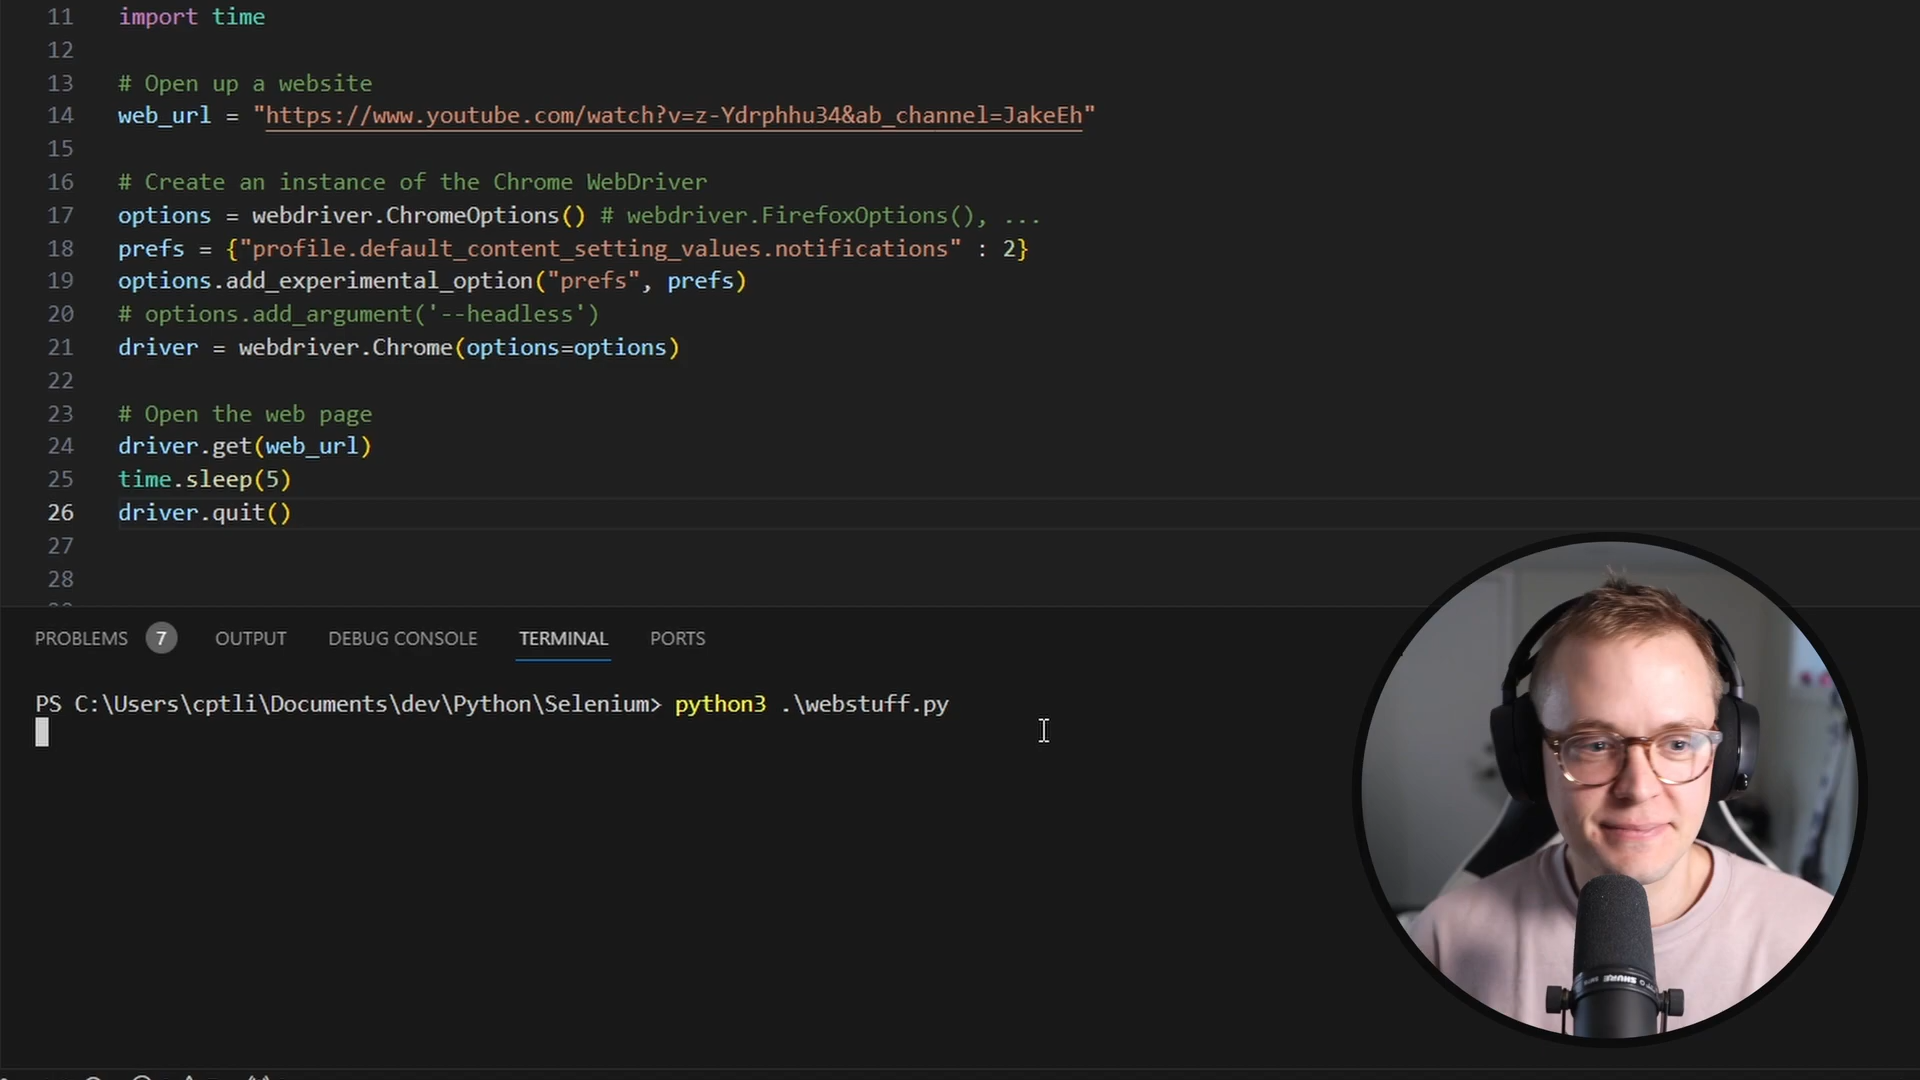 11 import time
12
13 # Open up a website
14 web_url = "https://www.youtube.com/watch?v=z-Ydrphhu34&ab_channel=JakeEh"
15
16 # Create an instance of the Chrome WebDriver
17 options = webdriver.ChromeOptions() # webdriver.FirefoxOptions(), ...
18 prefs = {"profile.default_content_setting_values.notifications" : 2}
19 options.add_experimental_option("prefs", prefs)
20 # options.add_argument('--headless')
21 driver = webdriver.Chrome(options=options)
22
23 # Open the web page
24 driver.get(web_url)
25 time.sleep(5)
26 driver.quit()
27
28
PROBLEMS 7 OUTPUT DEBUG CONSOLE TERMINAL PORTS
PS C:\Users\cptli\Documents\dev\Python\Selenium> python3 .\webstuff.py
SHURE